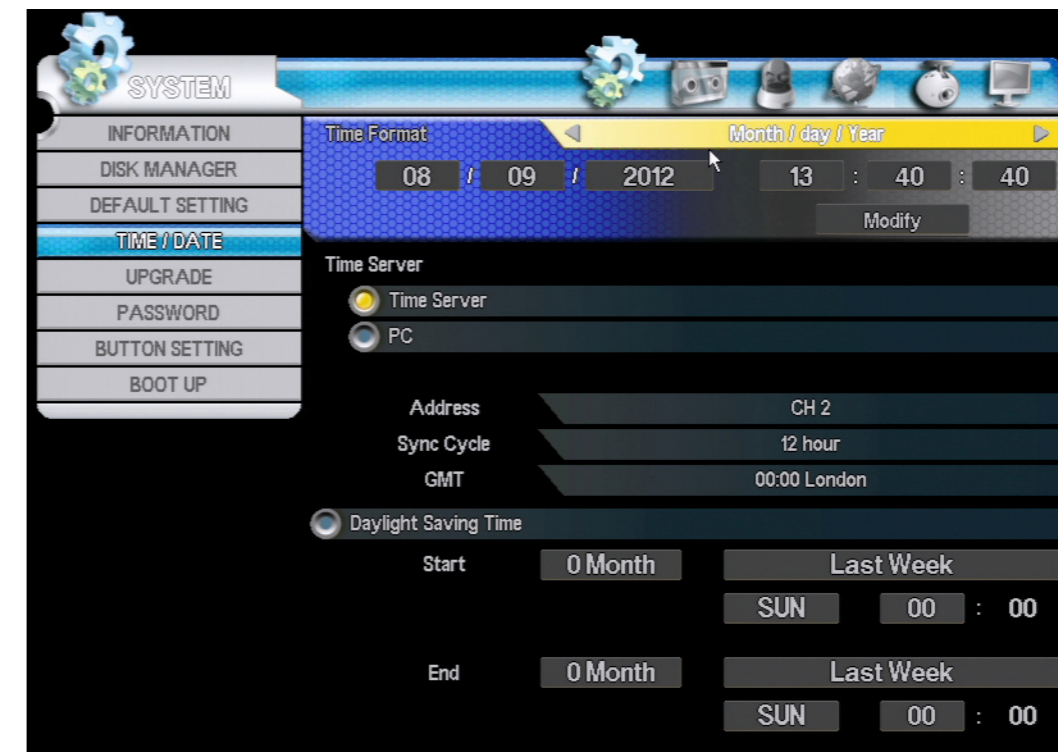 SYSTEM
INFORMATION
DISK MANAGER
DEFAULT SETTING
TIME / DATE
UPGRADE
PASSWORD
BUTTON SETTING
BOOT UP
Time Format Month / day / Year
08 / 09 / 2012 13 : 40 : 40
Modify
Time Server
Time Server
PC
Address CH 2
Sync Cycle 12 hour
GMT 00:00 London
Daylight Saving Time
Start 0 Month Last Week
SUN 00 : 00
End 0 Month Last Week
SUN 00 : 00